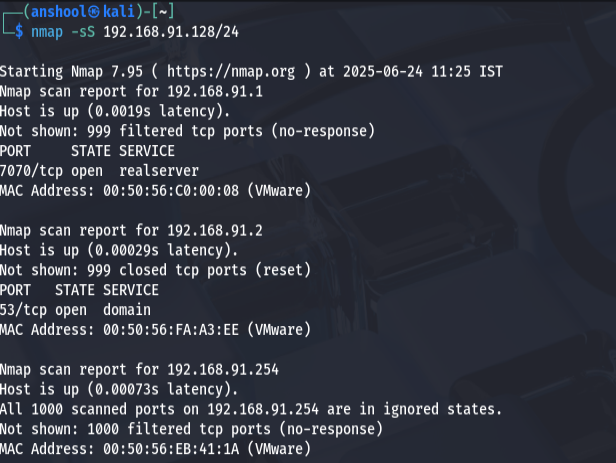 ┌──(anshool㉿kali)-[~]
└─$ nmap -sS 192.168.91.128/24
Starting Nmap 7.95 ( https://nmap.org ) at 2025-06-24 11:25 IST
Nmap scan report for 192.168.91.1
Host is up (0.0019s latency).
Not shown: 999 filtered tcp ports (no-response)
PORT     STATE SERVICE
7070/tcp open  realserver
MAC Address: 00:50:56:C0:00:08 (VMware)
Nmap scan report for 192.168.91.2
Host is up (0.00029s latency).
Not shown: 999 closed tcp ports (reset)
PORT   STATE SERVICE
53/tcp open  domain
MAC Address: 00:50:56:FA:A3:EE (VMware)
Nmap scan report for 192.168.91.254
Host is up (0.00073s latency).
All 1000 scanned ports on 192.168.91.254 are in ignored states.
Not shown: 1000 filtered tcp ports (no-response)
MAC Address: 00:50:56:EB:41:1A (VMware)